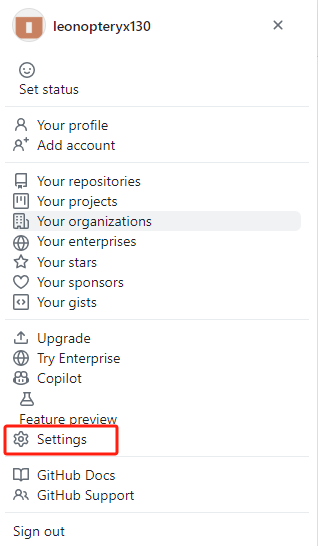 leonopteryx130
Set status
Your profile
Add account
Your repositories
Your projects
Your organizations
Your enterprises
Your stars
Your sponsors
Your gists
Upgrade
Try Enterprise
Copilot
Feature preview
Settings
GitHub Docs
GitHub Support
Sign out